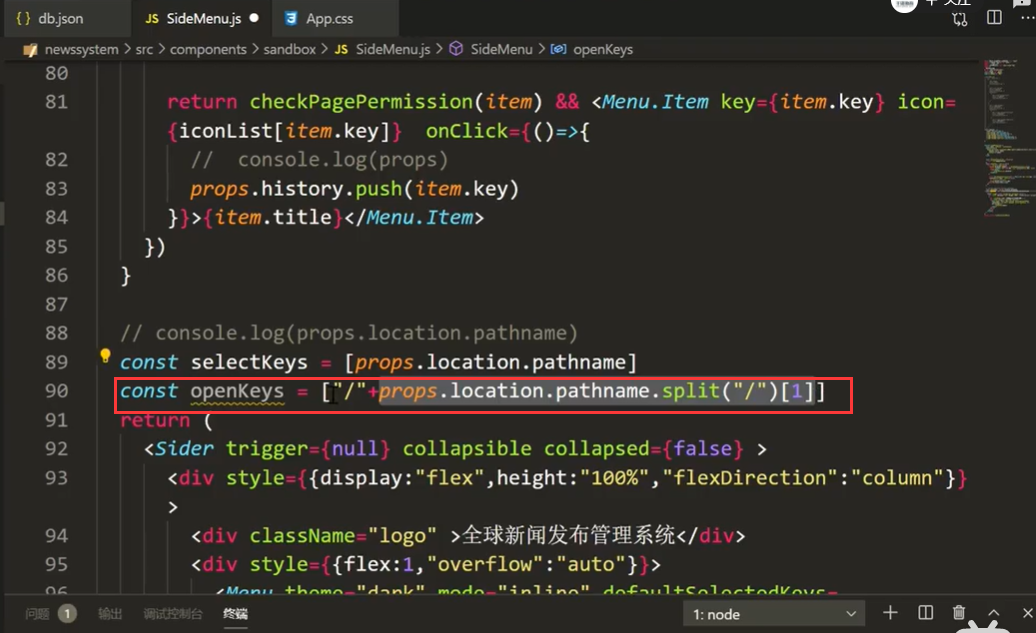 {} db.json JS SideMenu.js ● App.css
newssystem > src > components > sandbox > JS SideMenu.js > SideMenu > openKeys
80
81 return checkPagePermission(item) && <Menu.Item key={item.key} icon=
{iconList[item.key]} onClick={()=>{
82 // console.log(props)
83 props.history.push(item.key)
84 }}>{item.title}</Menu.Item>
85 })
86 }
87
88 // console.log(props.location.pathname)
89 const selectKeys = [props.location.pathname]
90 const openKeys = ["/"+props.location.pathname.split("/")[1]]
91 return (
92 <Sider trigger={null} collapsible collapsed={false} >
93 <div style={{display:"flex",height:"100%","flexDirection":"column"}}
>
94 <div className="logo" >全球新闻发布管理系统</div>
95 <div style={{flex:1,"overflow":"auto"}}>
96 <Menu theme="dark" mode="inline" defaultSelectedKeys=
问题 1 输出 调试控制台 终端 1: node